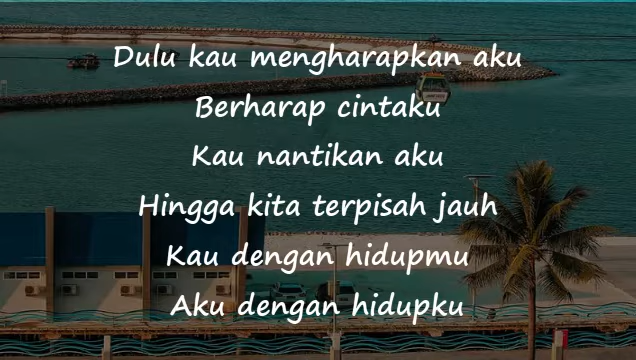 Dulu kau mengharapkan aku
Berharap cintaku
Kau nantikan aku
Hingga kita terpisah jauh
Kau dengan hidupmu
Aku dengan hidupku